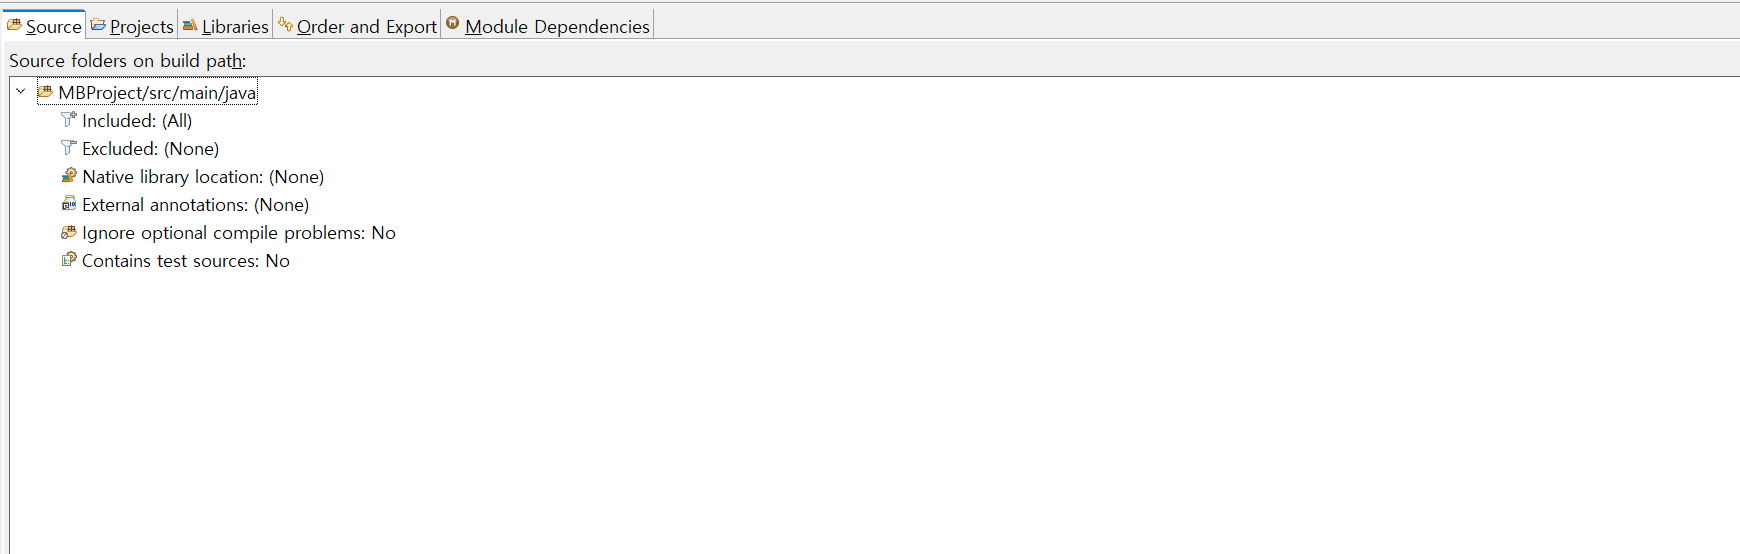 Source Projects Libraries Order and Export Module Dependencies
Source folders on build path:
MBProject/src/main/java
Included: (All)
Excluded: (None)
Native library location: (None)
External annotations: (None)
Ignore optional compile problems: No
Contains test sources: No